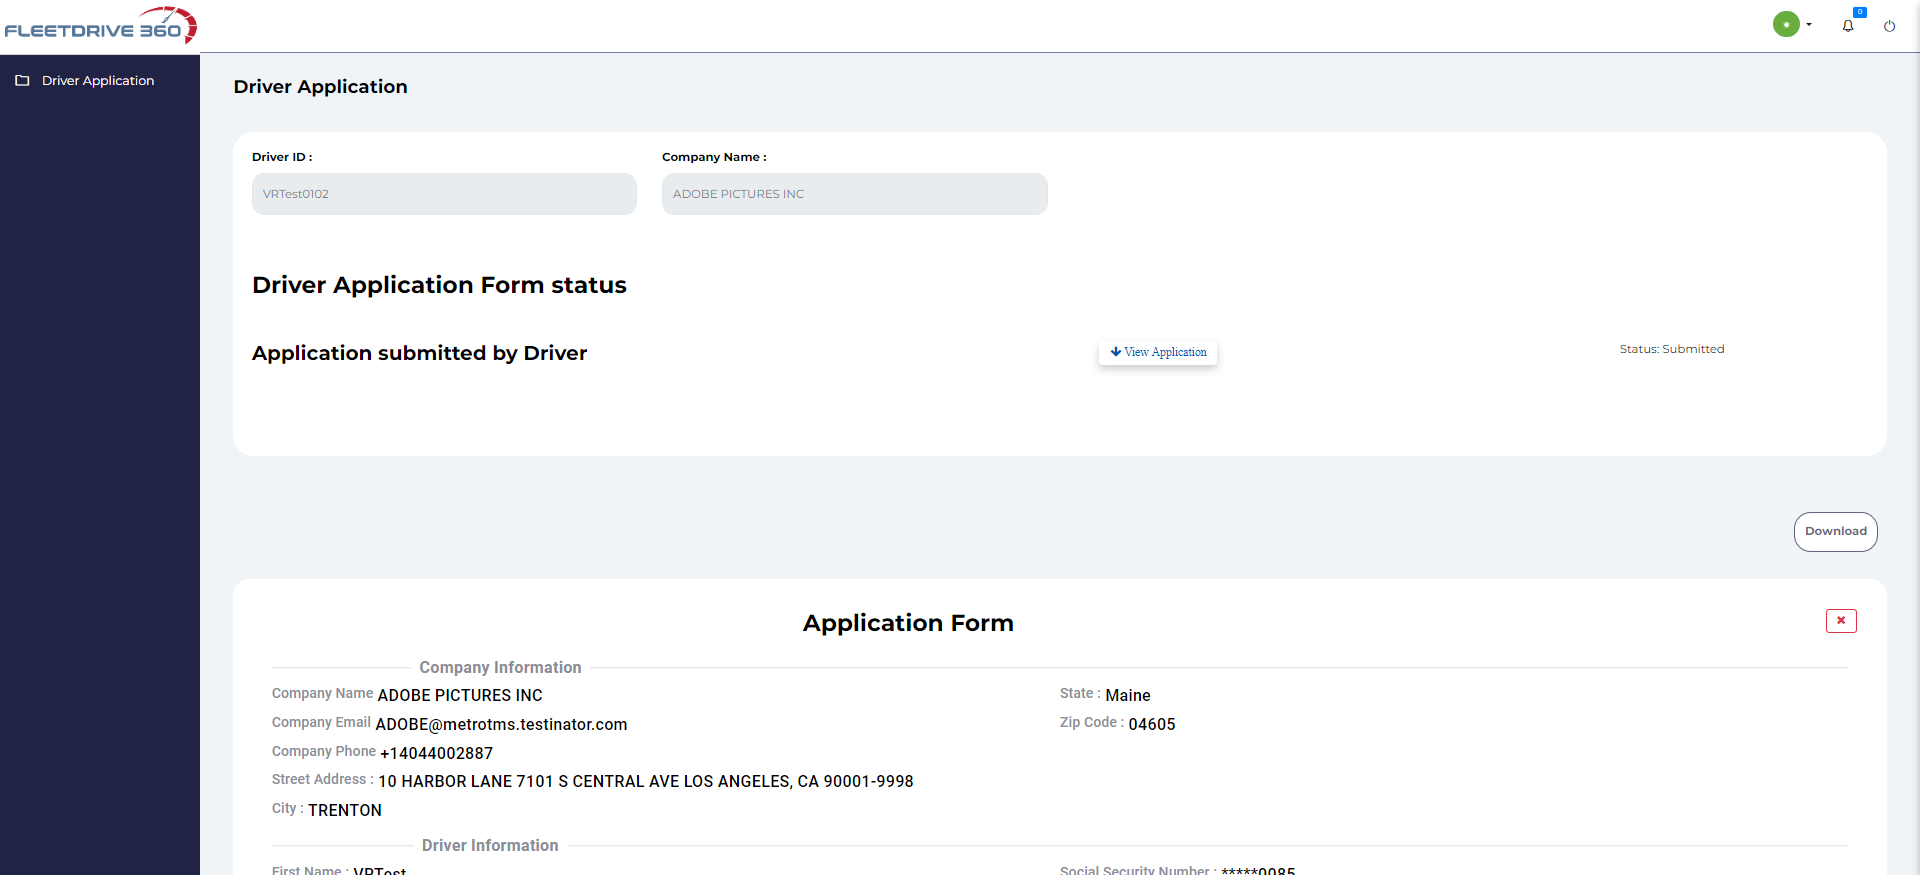 FLEETDRIVE 360
0
Driver Application
Driver Application
Driver ID :
Company Name :
VRTest0102
ADOBE PICTURES INC
Driver Application Form status
Application submitted by Driver
View Application
Status: Submitted
Download
Application Form
Company Information
Company Name ADOBE PICTURES INC
State : Maine
Company Email ADOBE@metrotms.testinator.com
Zip Code : 04605
Company Phone +14044002887
Street Address : 10 HARBOR LANE 7101 S CENTRAL AVE LOS ANGELES, CA 90001-9998
City : TRENTON
Driver Information
First Name : VRTest
Social Security Number : *****0085